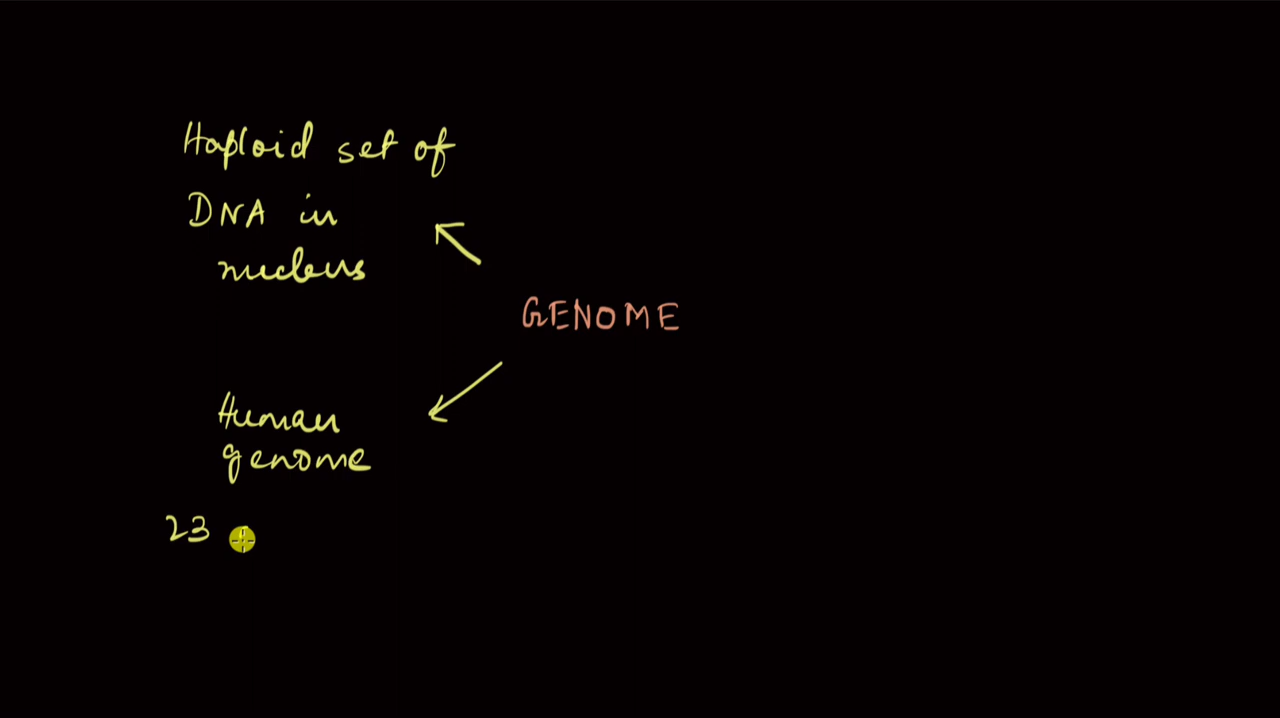 Haploid set of
DNA in
nucleus
GENOME
Human
genome
23